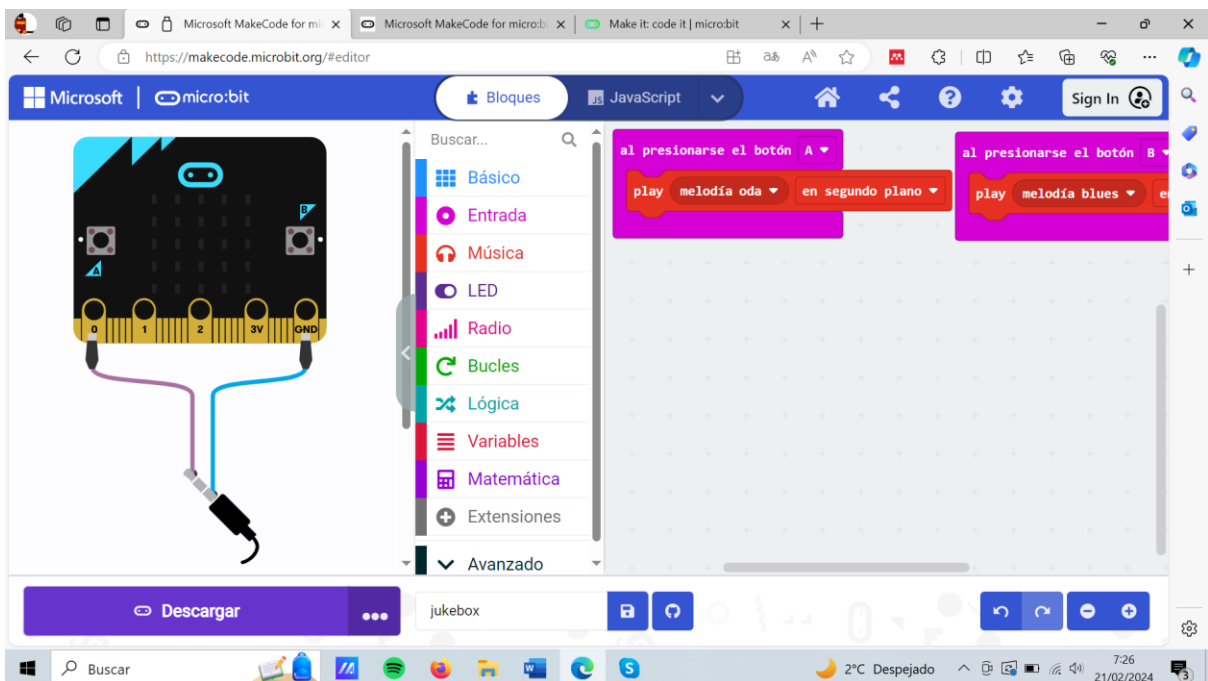 Microsoft MakeCode for mic
Microsoft MakeCode for micro:b
Make it: code it | micro:bit
https://makecode.microbit.org/#editor
Microsoft
micro:bit
Bloques
JS JavaScript
Sign In
Buscar...
Básico
Entrada
Música
LED
Radio
Bucles
Lógica
Variables
Matemática
Extensiones
Avanzado
al presionarse el botón A
play melodía oda en segundo plano
al presionarse el botón B
play melodía blues e
A
B
0 1 2 3V GND
Descargar
jukebox
Buscar
2°C Despejado
7:26
21/02/2024
3